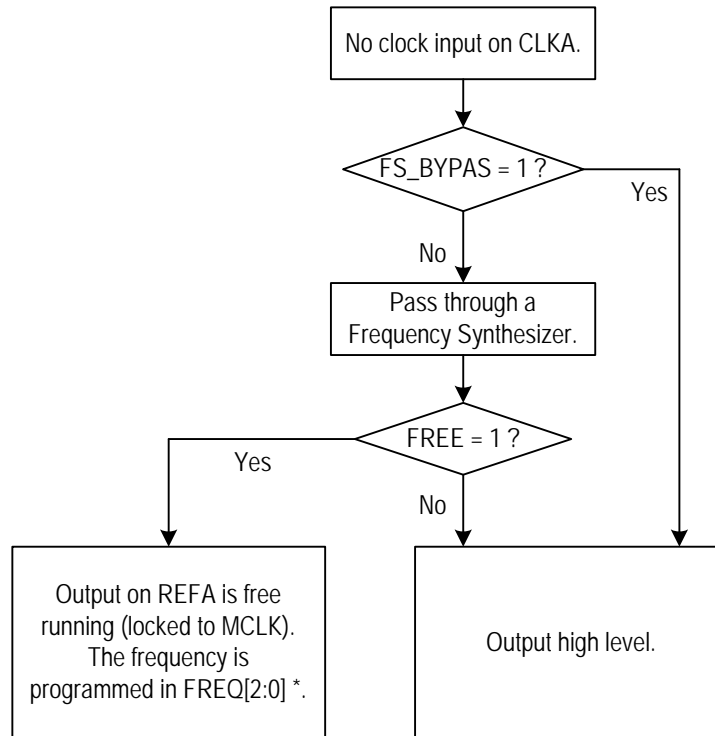 No clock input on CLKA.
FS_BYPAS = 1 ?
Yes
No
Pass through a
Frequency Synthesizer.
FREE = 1 ?
Yes
No
Output on REFA is free
running (locked to MCLK).
The frequency is
programmed in FREQ[2:0] *.
Output high level.